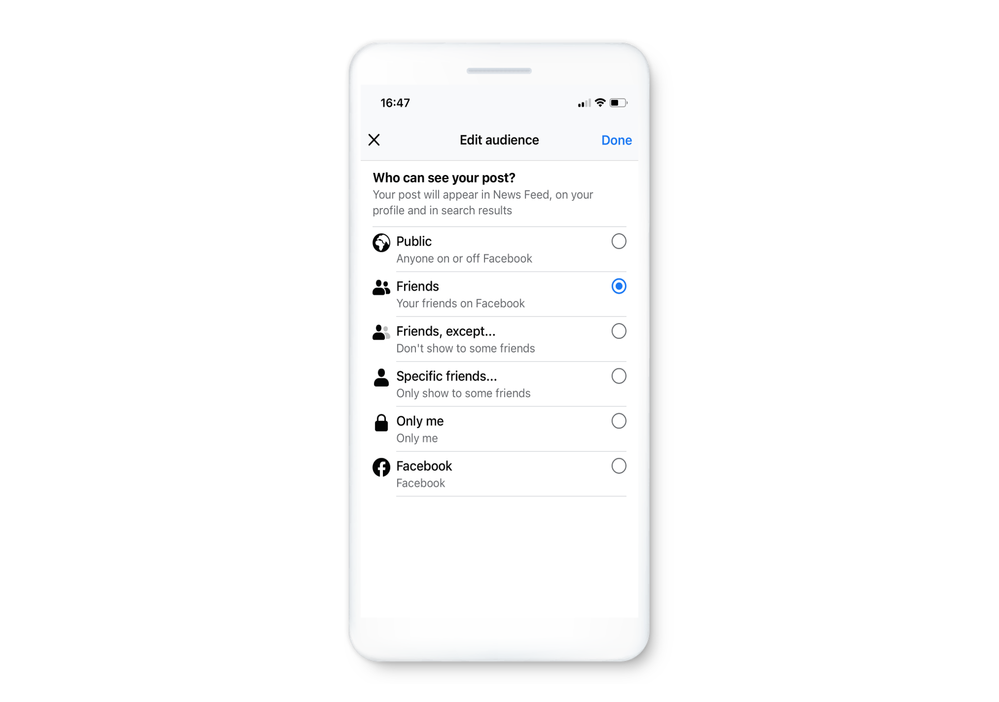 16:47
Edit audience
Done
Who can see your post?
Your post will appear in News Feed, on your
profile and in search results
Public
Anyone on or off Facebook
Friends
Your friends on Facebook
Friends, except...
Don't show to some friends
Specific friends...
Only show to some friends
Only me
Only me
Facebook
Facebook